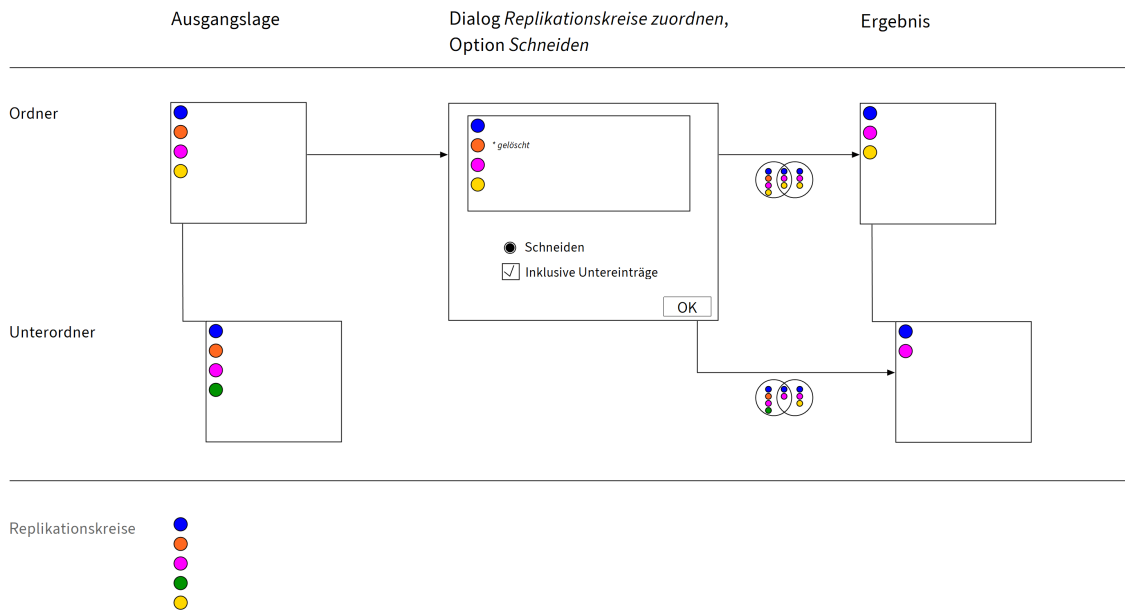 Ausgangslage
Dialog Replikationskreise zuordnen,
Option Schneiden
Ergebnis
Ordner
* gelöscht
Schneiden
Inklusive Untereinträge
OK
Unterordner
Replikationskreise